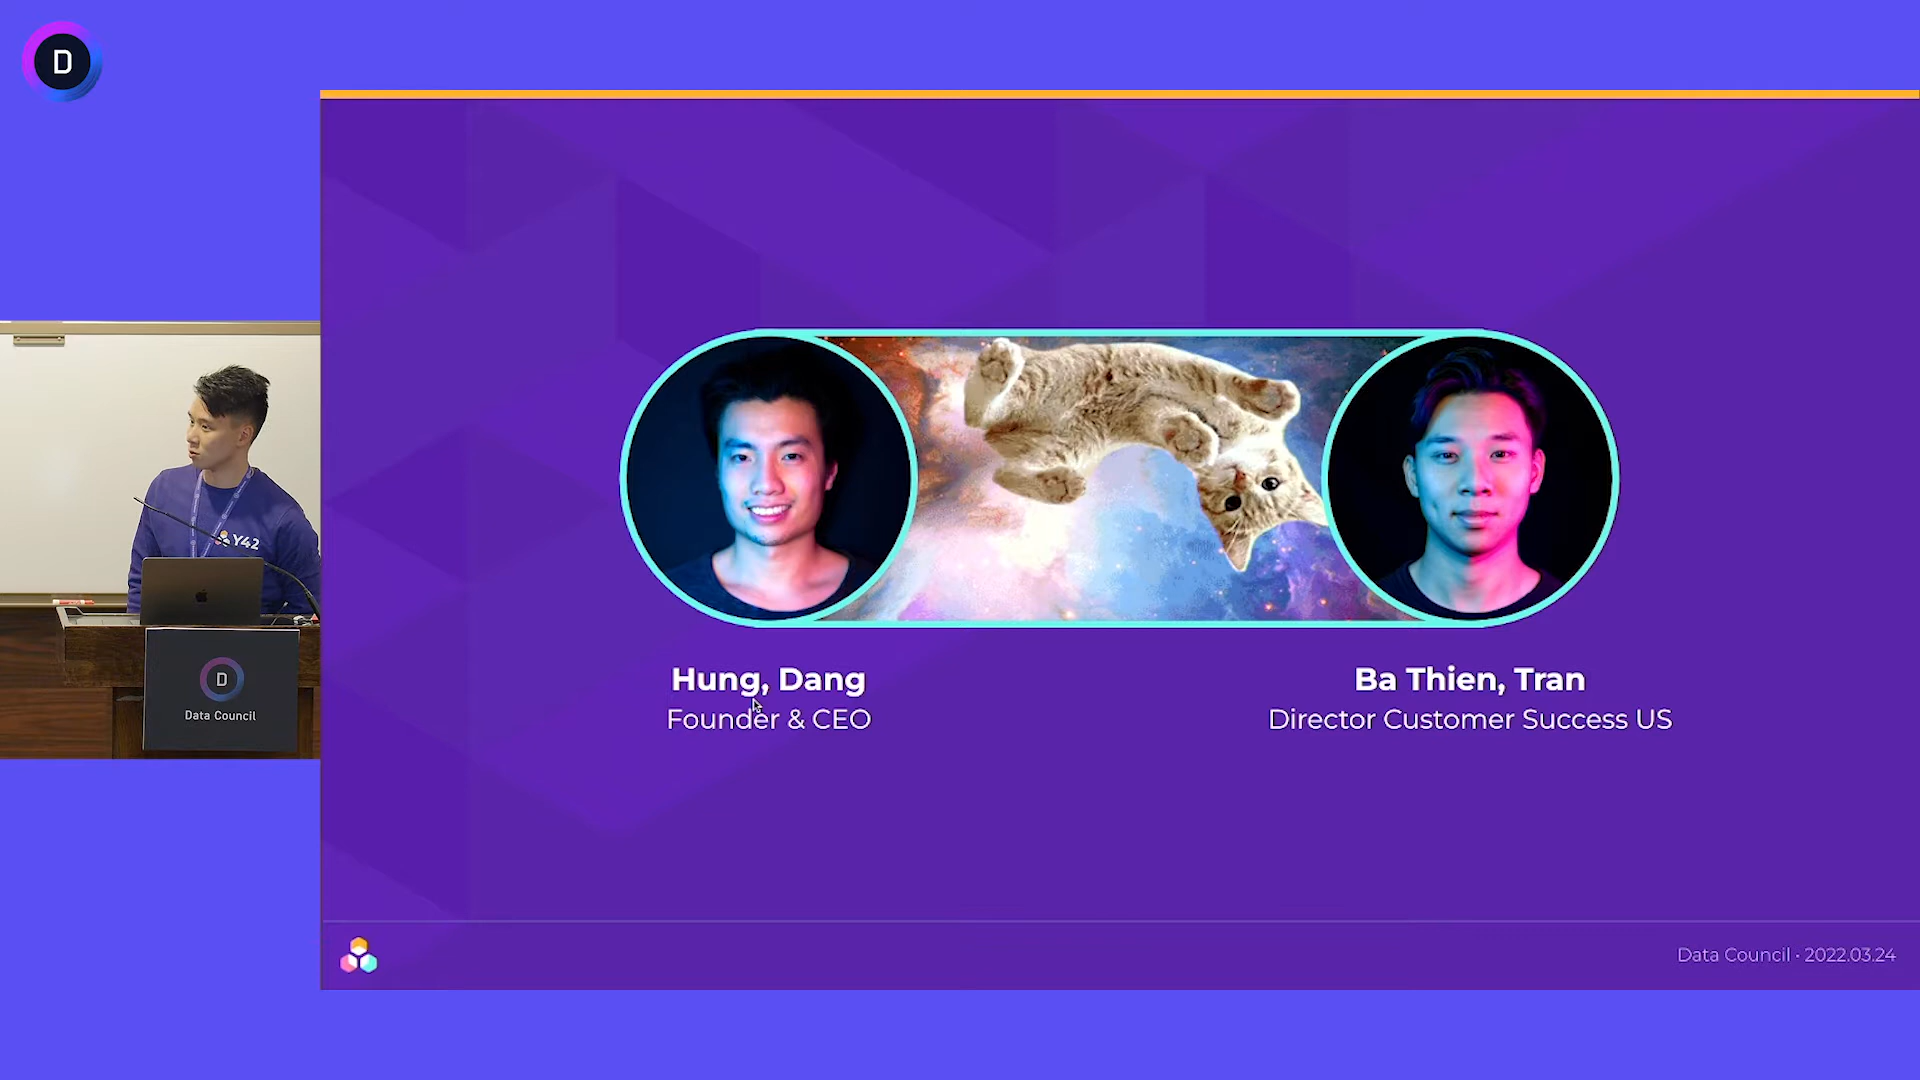 D
Y42
D
Data Council
Hung, Dang
Founder & CEO
Ba Thien, Tran
Director Customer Success US
Data Council • 2022.03.24